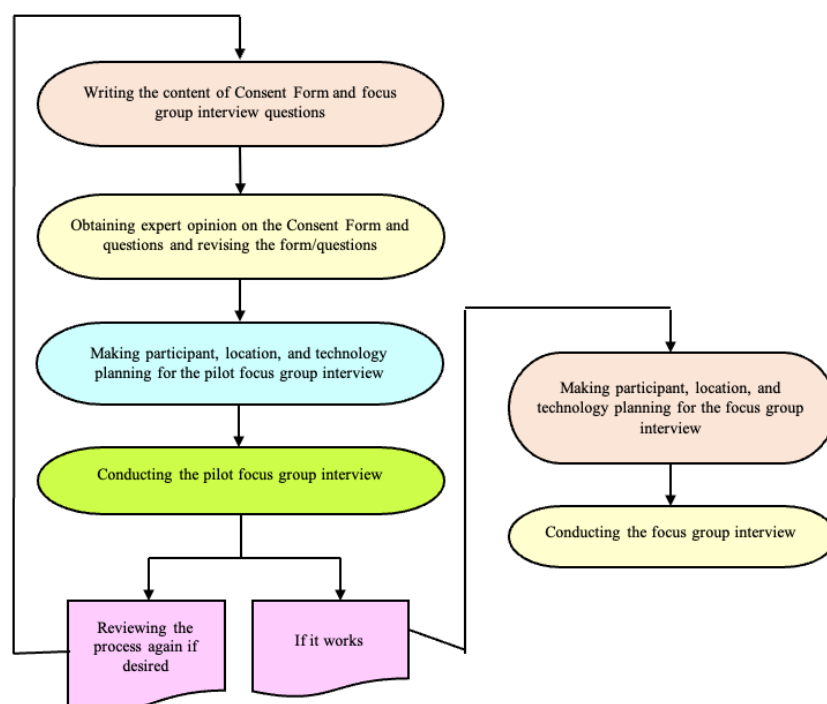 Writing the content of Consent Form and focus
group interview questions
Obtaining expert opinion on the Consent Form and
questions and revising the form/questions
Making participant, location, and technology
planning for the pilot focus group interview
Conducting the pilot focus group interview
Reviewing the
process again if
desired
If it works
Making participant, location, and
technology planning for the focus group
interview
Conducting the focus group interview